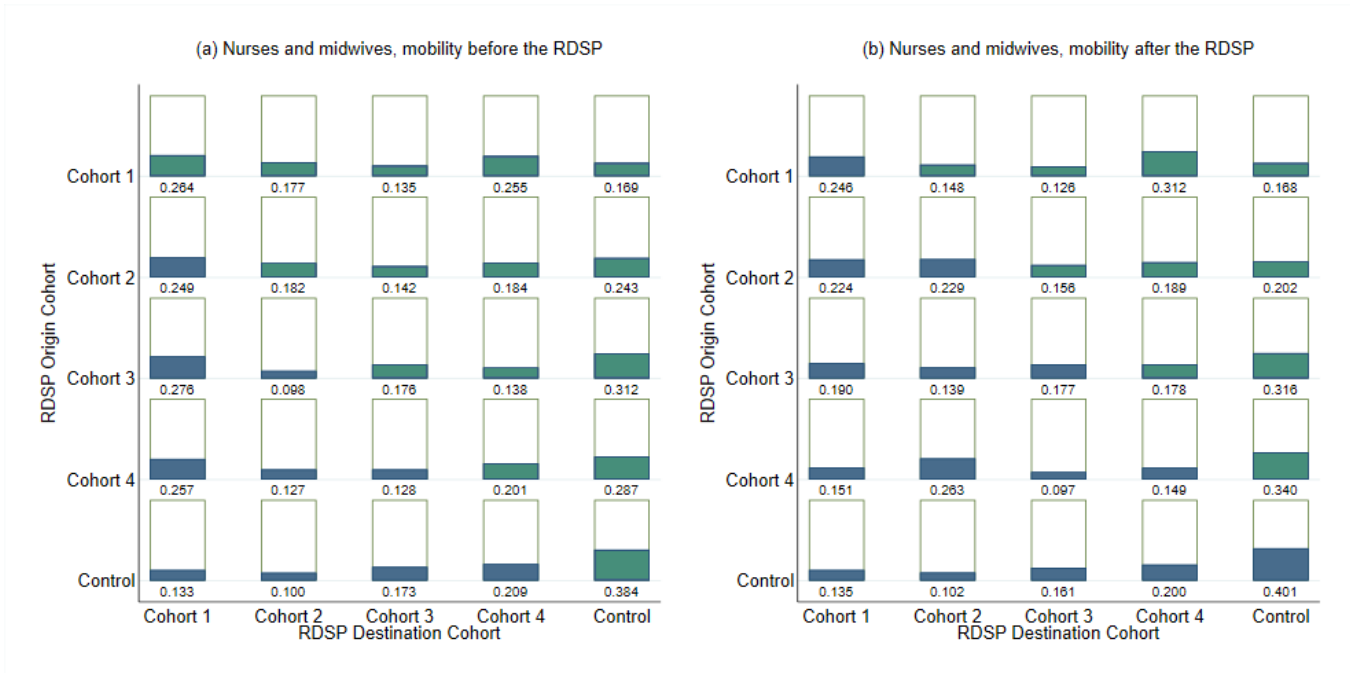 (a) Nurses and midwives, mobility before the RDSP
RDSP Origin Cohort
Cohort 1
0.264 0.177 0.135 0.255 0.169
Cohort 2
0.249 0.182 0.142 0.184 0.243
Cohort 3
0.276 0.098 0.176 0.138 0.312
Cohort 4
0.257 0.127 0.128 0.201 0.287
Control
0.133 0.100 0.173 0.209 0.384
Cohort 1 Cohort 2 Cohort 3 Cohort 4 Control
RDSP Destination Cohort
(b) Nurses and midwives, mobility after the RDSP
RDSP Origin Cohort
Cohort 1
0.246 0.148 0.126 0.312 0.168
Cohort 2
0.224 0.229 0.156 0.189 0.202
Cohort 3
0.190 0.139 0.177 0.178 0.316
Cohort 4
0.151 0.263 0.097 0.149 0.340
Control
0.135 0.102 0.161 0.200 0.401
Cohort 1 Cohort 2 Cohort 3 Cohort 4 Control
RDSP Destination Cohort